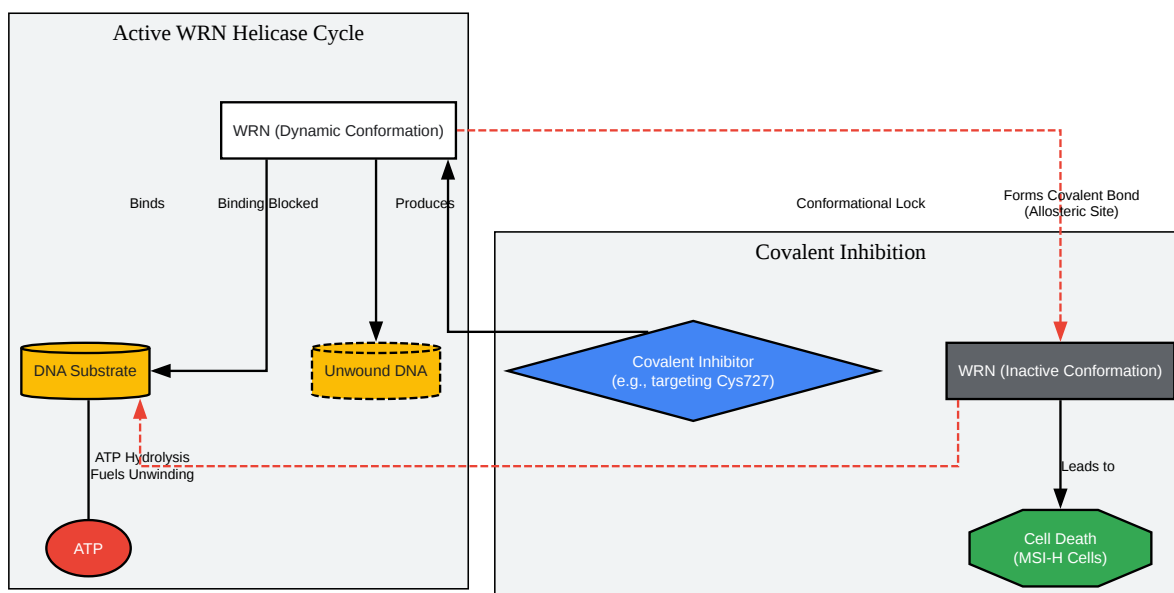 Active WRN Helicase Cycle
WRN (Dynamic Conformation)
Binds
Binding Blocked
Produces
Conformational Lock
Forms Covalent Bond
(Allosteric Site)
Covalent Inhibition
DNA Substrate
Unwound DNA
Covalent Inhibitor
(e.g., targeting Cys727)
WRN (Inactive Conformation)
ATP Hydrolysis
Fuels Unwinding
Leads to
ATP
Cell Death
(MSI-H Cells)